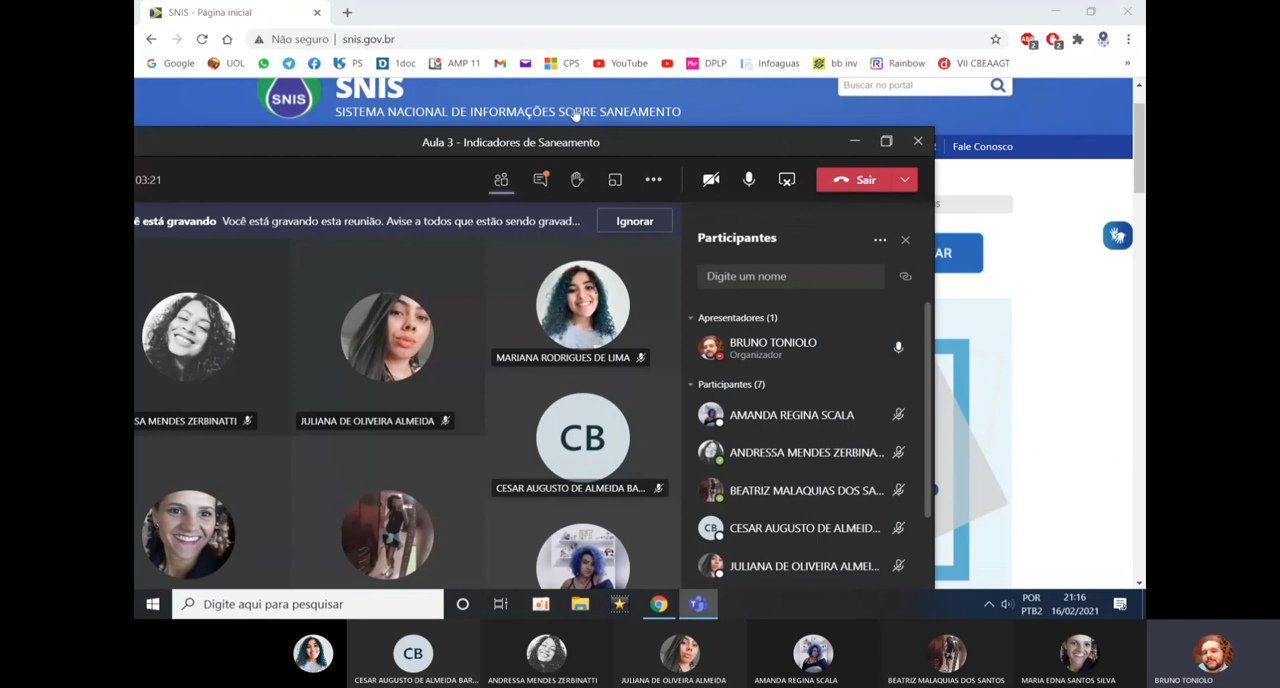 SNIS - Página inicial
Não seguro | snis.gov.br
Google UOL PS 1doc AMP 11 CPS YouTube DPLP Infoaguas bb inv Rainbow VII CBEAAGT
SNIS
SNIS
SISTEMA NACIONAL DE INFORMAÇÕES SOBRE SANEAMENTO
Buscar no portal
Fale Conosco
Aula 3 - Indicadores de Saneamento
03:21
Sair
ê está gravando Você está gravando esta reunião. Avise a todos que estão sendo gravad...
Ignorar
AR
Participantes
Digite um nome
Apresentadores (1)
BRUNO TONIOLO
Organizador
Participantes (7)
AMANDA REGINA SCALA
ANDRESSA MENDES ZERBINA...
BEATRIZ MALAQUIAS DOS SA...
CB CESAR AUGUSTO DE ALMEID...
JULIANA DE OLIVEIRA ALMEI...
MARIANA RODRIGUES DE LIMA
SA MENDES ZERBINATTI
JULIANA DE OLIVEIRA ALMEIDA
CB
CESAR AUGUSTO DE ALMEIDA BA...
Digite aqui para pesquisar
POR
PTB2
21:16
16/02/2021
CB
CESAR AUGUSTO DE ALMEIDA BAR...
ANDRESSA MENDES ZERBINATTI
JULIANA DE OLIVEIRA ALMEIDA
AMANDA REGINA SCALA
BEATRIZ MALAQUIAS DOS SANTOS
MARIA EDNA SANTOS SILVA
BRUNO TONIOLO